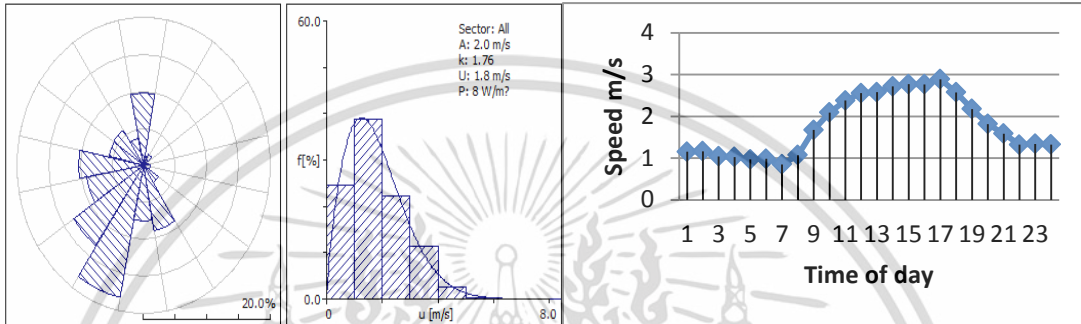 20.0%
60.0
Sector: All
A: 2.0 m/s
k: 1.76
U: 1.8 m/s
P: 8 W/m?
f[%]
0.0
0
u [m/s]
8.0
4
3
2
1
0
Speed m/s
1 3 5 7 9 11 13 15 17 19 21 23
Time of day